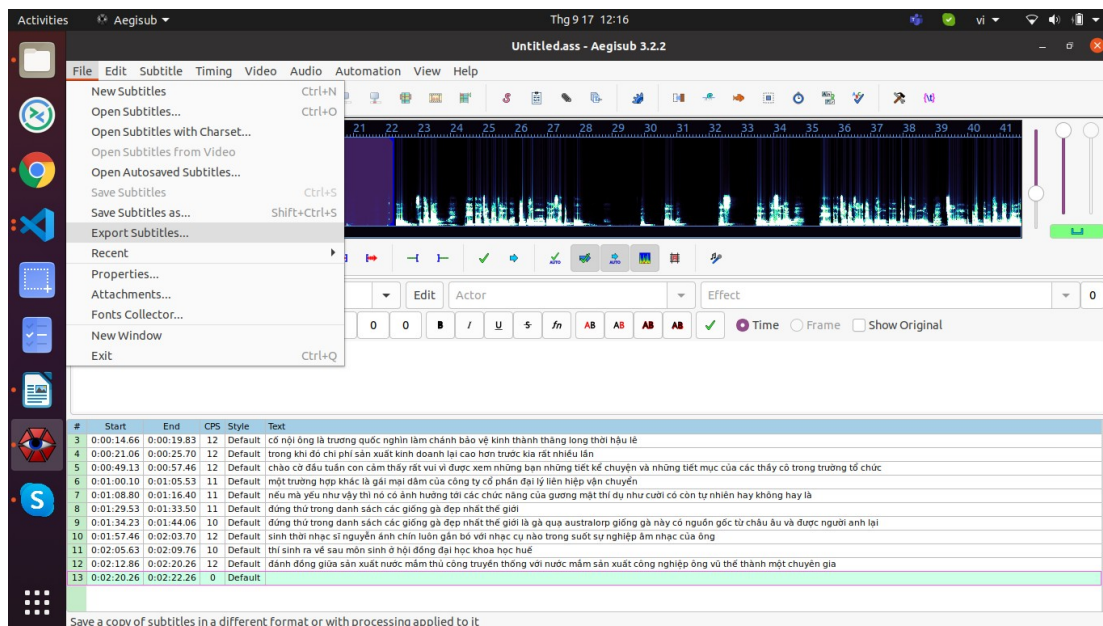 Activities Aegisub Thg 9 17 12:16 vi
Untitled.ass - Aegisub 3.2.2
File Edit Subtitle Timing Video Audio Automation View Help
New Subtitles Ctrl+N
Open Subtitles... Ctrl+O
Open Subtitles with Charset...
Open Subtitles from Video
Open Autosaved Subtitles...
Save Subtitles Ctrl+S
Save Subtitles as... Shift+Ctrl+S
Export Subtitles...
Recent
Properties...
Attachments...
Fonts Collector...
New Window
Exit Ctrl+Q
21 22 23 24 25 26 27 28 29 30 31 32 33 34 35 36 37 38 39 40 41
Edit Actor Effect 0
0 0 B I U S fn AB AB AB AB Time Frame Show Original
# Start End CPS Style Text
3 0:00:14.66 0:00:19.83 12 Default cố nội ông là trương quốc nghìn làm chánh bảo vệ kinh thành thăng long thời hậu lê
4 0:00:21.06 0:00:25.70 12 Default trong khi đó chi phí sản xuất kinh doanh lại cao hơn trước kia rất nhiều lần
5 0:00:49.13 0:00:57.46 12 Default chào cờ đầu tuần con cảm thấy rất vui vì được xem những bạn những tiết kể chuyện và những tiết mục của các thầy cô trong trường tổ chức
6 0:01:00.10 0:01:05.53 11 Default một trường hợp khác là gái mại dâm của công ty cổ phần đại lý liên hiệp vận chuyển
7 0:01:08.80 0:01:16.40 11 Default nếu mà yếu như vậy thì nó có ảnh hưởng tới các chức năng của gương mặt thí dụ như cười có còn tự nhiên hay không hay là
8 0:01:29.53 0:01:33.50 11 Default đứng thứ trong danh sách các giống gà đẹp nhất thế giới
9 0:01:34.23 0:01:44.06 10 Default đứng thứ trong danh sách các giống gà đẹp nhất thế giới là gà quạ australorp giống gà này có nguồn gốc từ châu âu và được người anh lại
10 0:01:57.46 0:02:03.70 12 Default sinh thời nhạc sĩ nguyễn ánh chín luôn gắn bó với nhạc cụ nào trong suốt sự nghiệp âm nhạc của ông
11 0:02:05.63 0:02:09.76 10 Default thí sinh ra về sau môn sinh ở hội đồng đại học khoa học huế
12 0:02:12.86 0:02:20.26 12 Default đánh đồng giữa sản xuất nước mắm thủ công truyền thống với nước mắm sản xuất công nghiệp ông vũ thế thành một chuyên gia
13 0:02:20.26 0:02:22.26 0 Default
Save a copy of subtitles in a different format or with processing applied to it